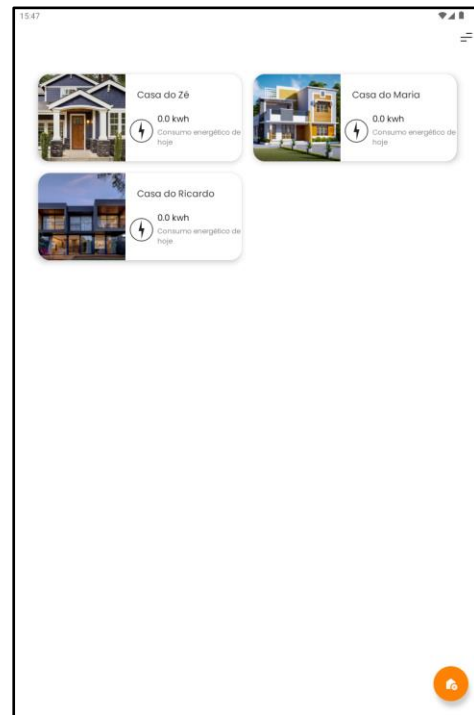 15:47
Casa do Zé
0.0 kwh
Consumo energético de
hoje
Casa do Maria
0.0 kwh
Consumo energético de
hoje
Casa do Ricardo
0.0 kwh
Consumo energético de
hoje